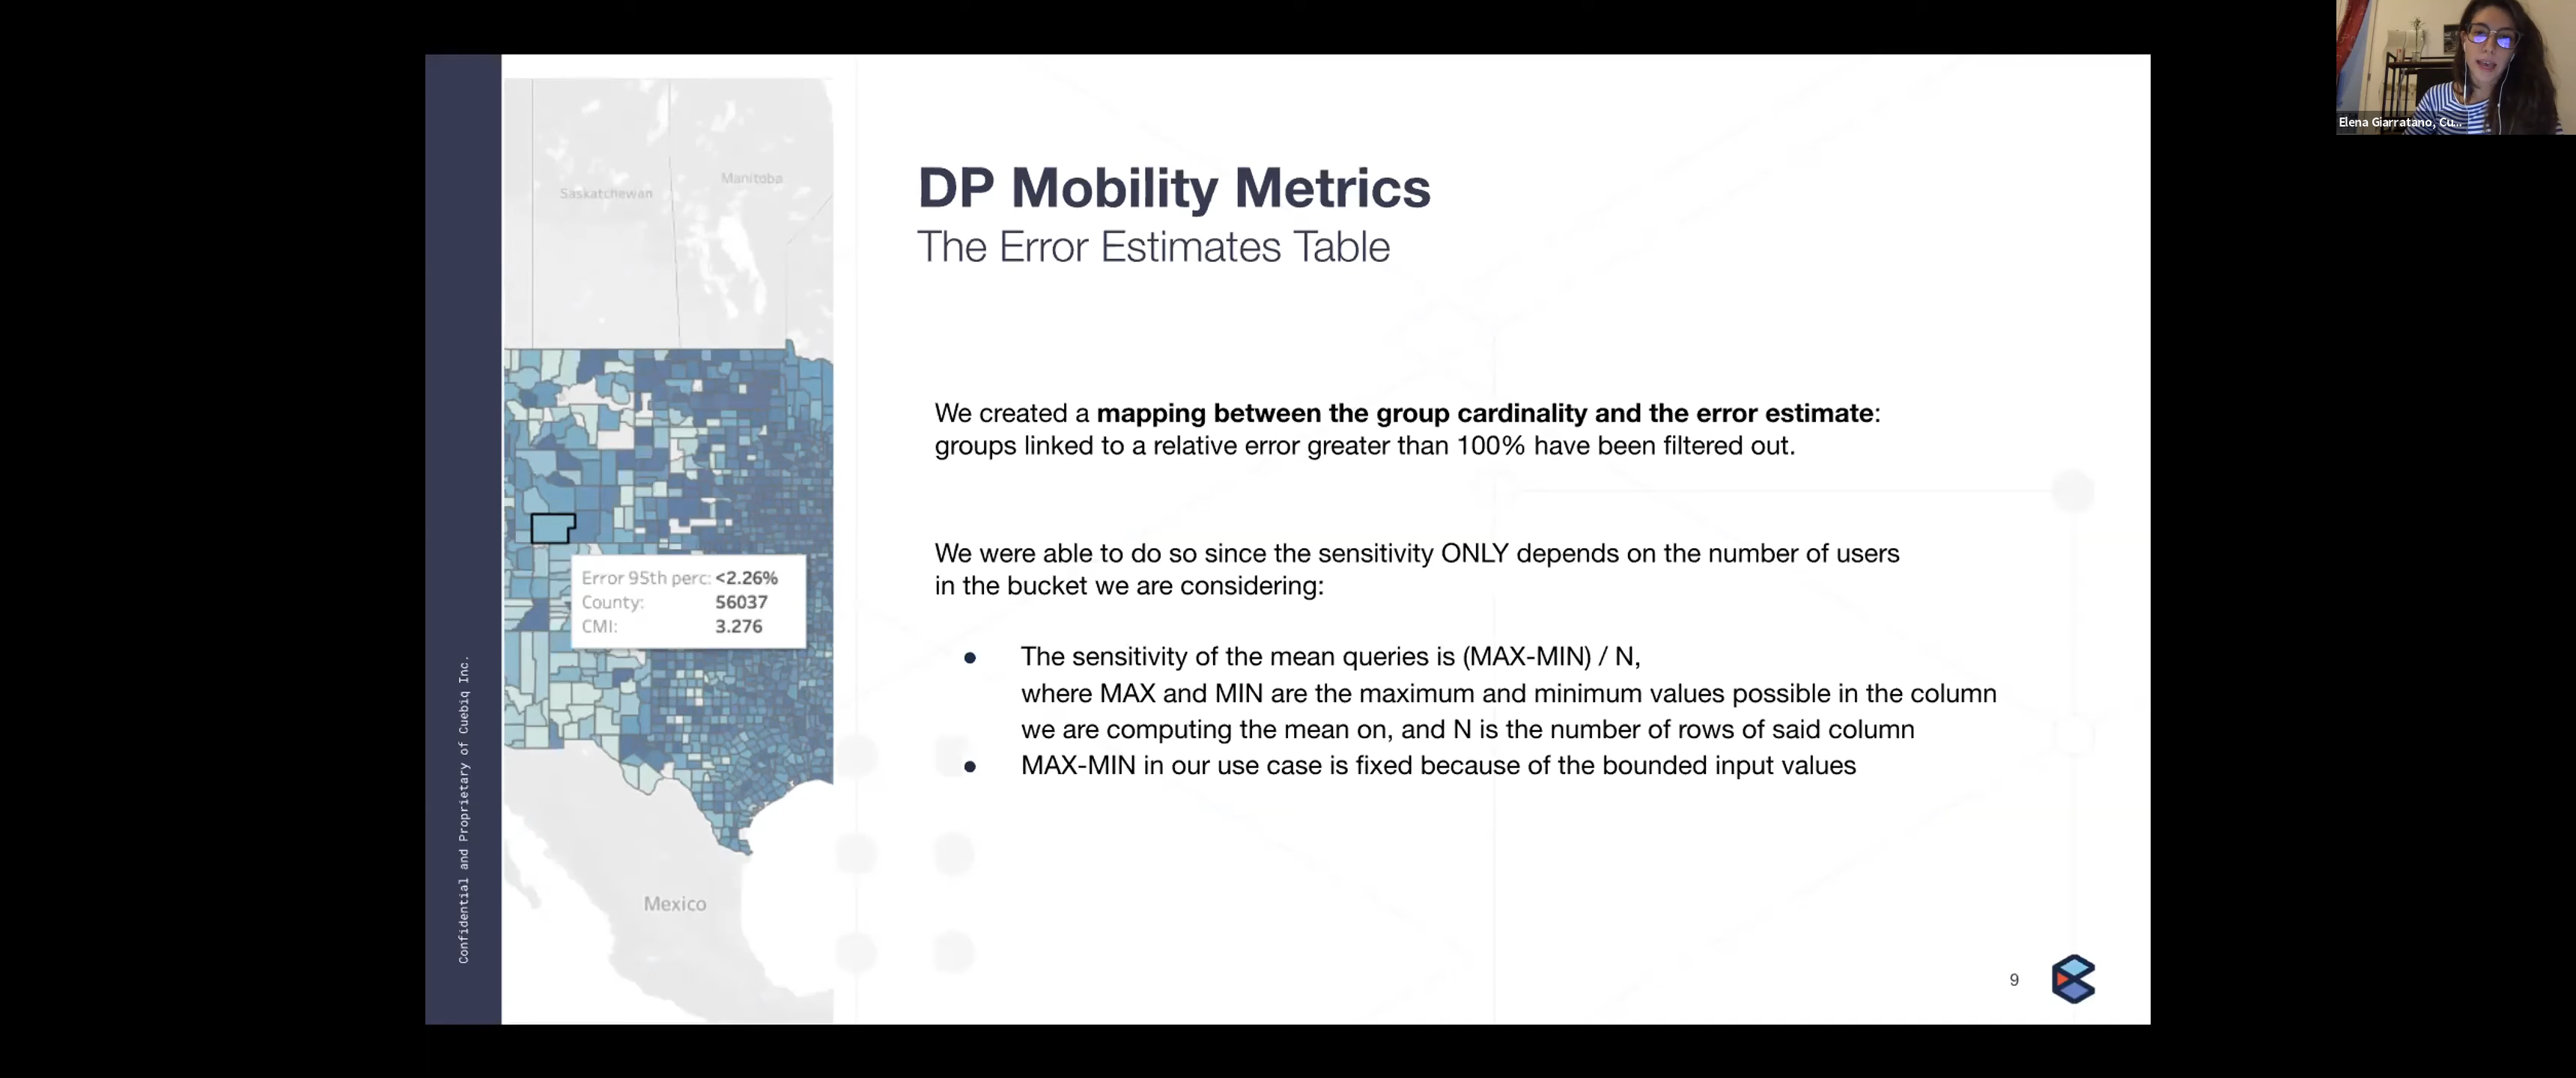 Elena Giarratano, Cu...
Saskatchewan
Manitoba
DP Mobility Metrics
The Error Estimates Table
We created a mapping between the group cardinality and the error estimate:
groups linked to a relative error greater than 100% have been filtered out.
We were able to do so since the sensitivity ONLY depends on the number of users
in the bucket we are considering:
Error 95th perc: <2.26%
County: 56037
CMI: 3.276
● The sensitivity of the mean queries is (MAX-MIN) / N,
where MAX and MIN are the maximum and minimum values possible in the column
we are computing the mean on, and N is the number of rows of said column
● MAX-MIN in our use case is fixed because of the bounded input values
Mexico
Confidential and Proprietary of Cuebiq Inc.
9